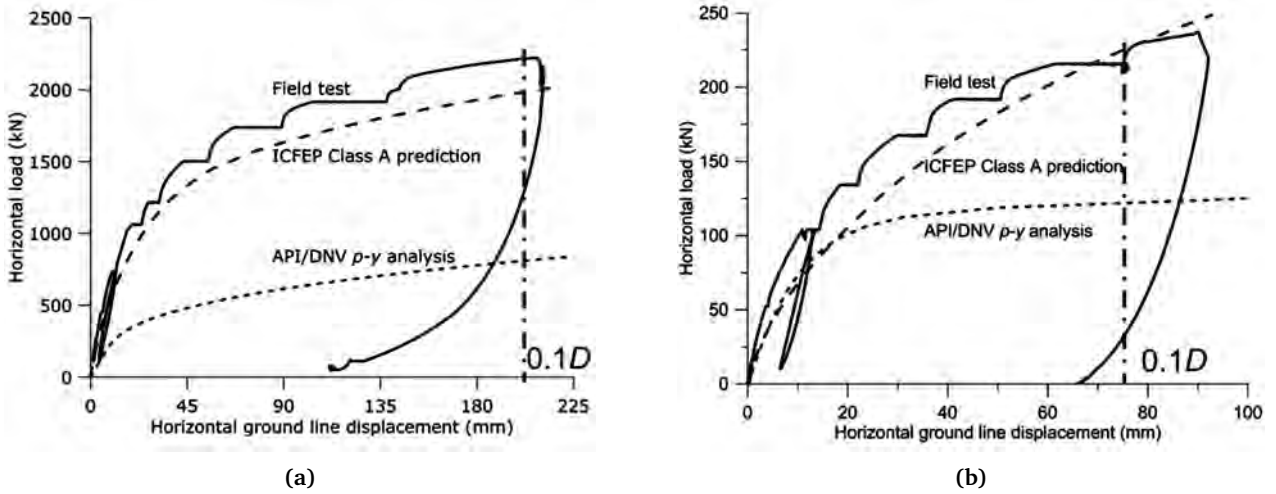 2500
2000
1500
1000
500
0
Horizontal load (kN)
Field test
ICFEP Class A prediction
API/DNV p-y analysis
0.1D
0 45 90 135 180 225
Horizontal ground line displacement (mm)
(a)
250
200
150
100
50
0
Horizontal load (kN)
Field test
ICFEP Class A prediction
API/DNV p-y analysis
0.1D
0 20 40 60 80 100
Horizontal ground line displacement (mm)
(b)